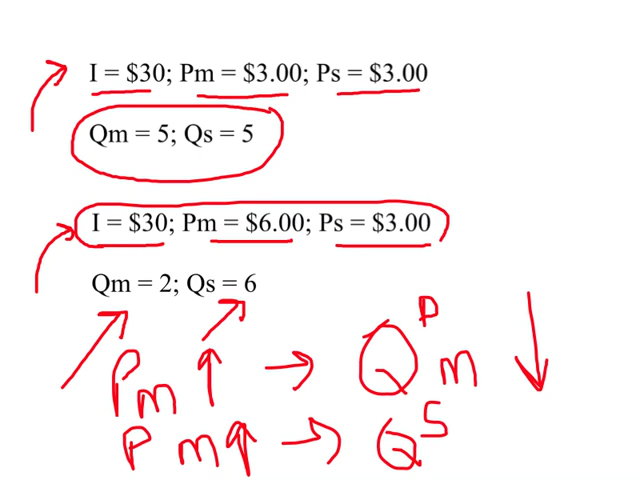 I = $30; Pm = $3.00; Ps = $3.00
Qm = 5; Qs = 5
I = $30; Pm = $6.00; Ps = $3.00
Qm = 2; Qs = 6
Pm ↑ → Q^D m ↓
P m ↑ → Q^S